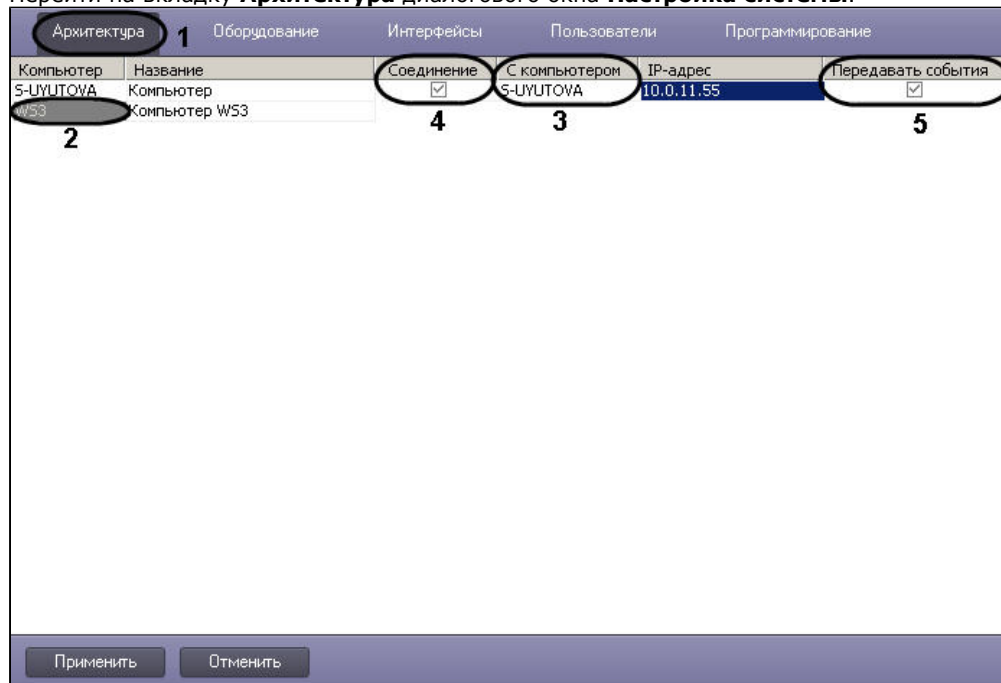 Перейти на вкладку Архитектура диалогового окна Настройка системы.
Архитектура 1 Оборудование Интерфейсы Пользователи Программирование
Компьютер Название Соединение С компьютером IP-адрес Передавать события
S-UYUTOVA Компьютер S-UYUTOVA 10.0.11.55
WS3 Компьютер WS3
2 4 3 5
Применить Отменить